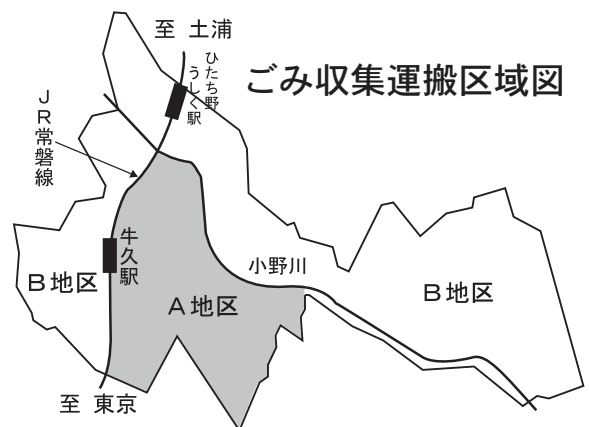 至 土浦
ひたち野
うしく駅
ごみ収集運搬区域図
JR常磐線
牛久駅
小野川
B地区
A地区
B地区
至 東京